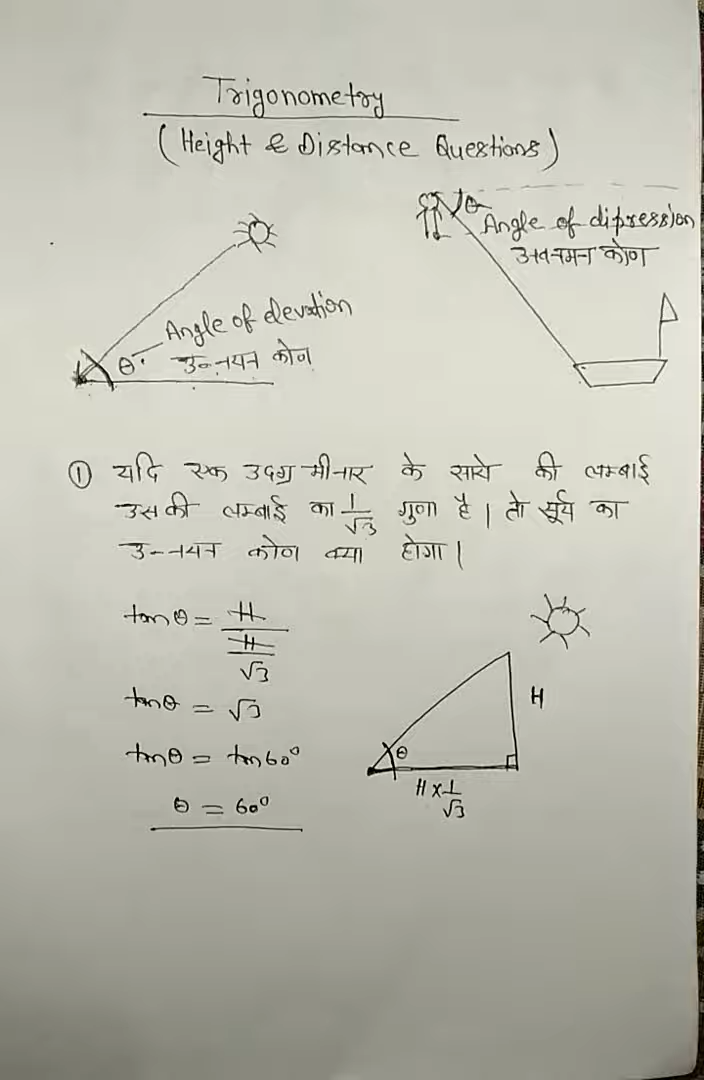 Trigonometry
(Height & Distance Questions)
θ
Angle of dipression
अवनमन कोण
Angle of elevation
θ
उन्नयन कोण
① यदि एक उदग्र मीनार के साये की लम्बाई
उसकी लम्बाई का 1/√3 गुणा है। तो सूर्य का
उन्नयन कोण क्या होगा।
tanθ = H / (H/√3)
tanθ = √3
tanθ = tan60°
θ = 60°
H
θ
H × 1/√3